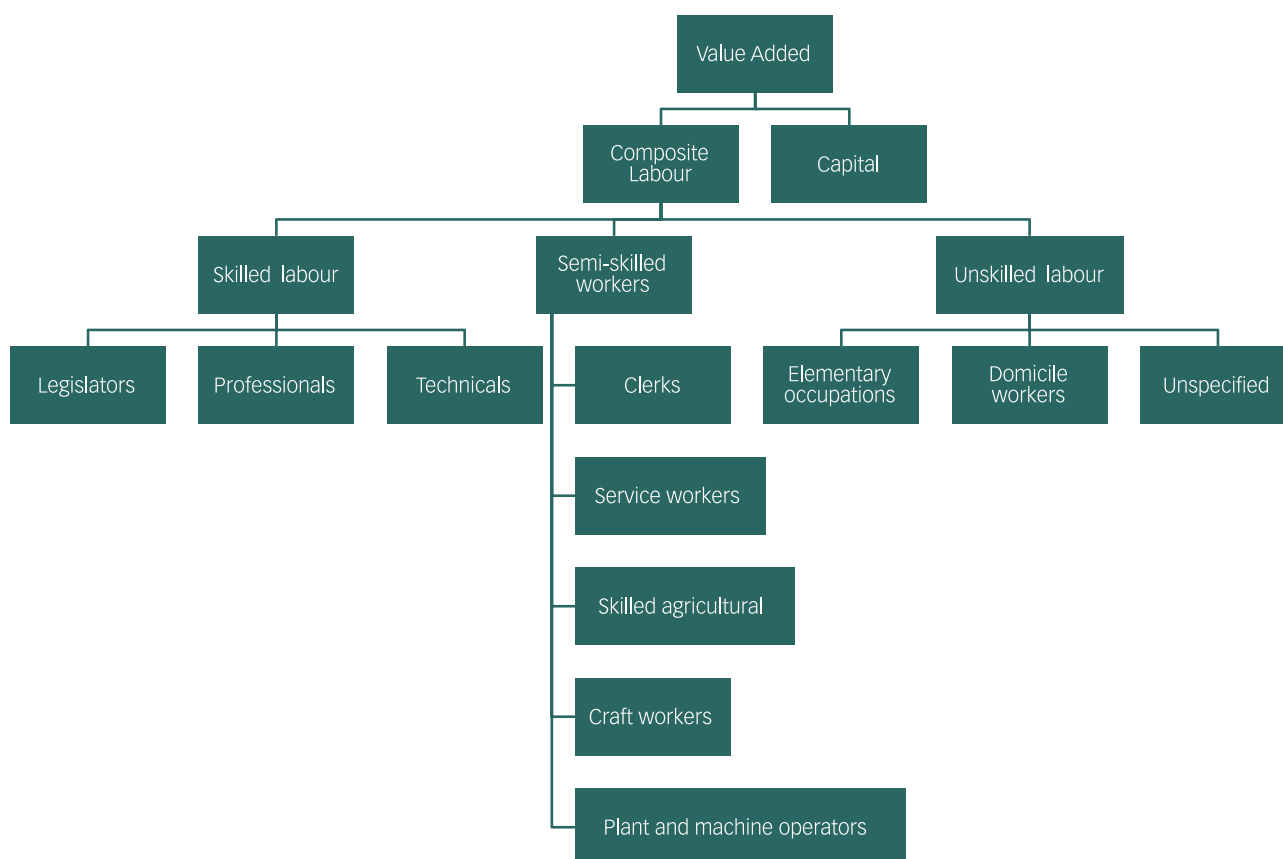 Value Added
Composite
Labour
Capital
Skilled labour
Semi-skilled
workers
Unskilled labour
Legislators
Professionals
Technicals
Clerks
Elementary
occupations
Domicile
workers
Unspecified
Service workers
Skilled agricultural
Craft workers
Plant and machine operators